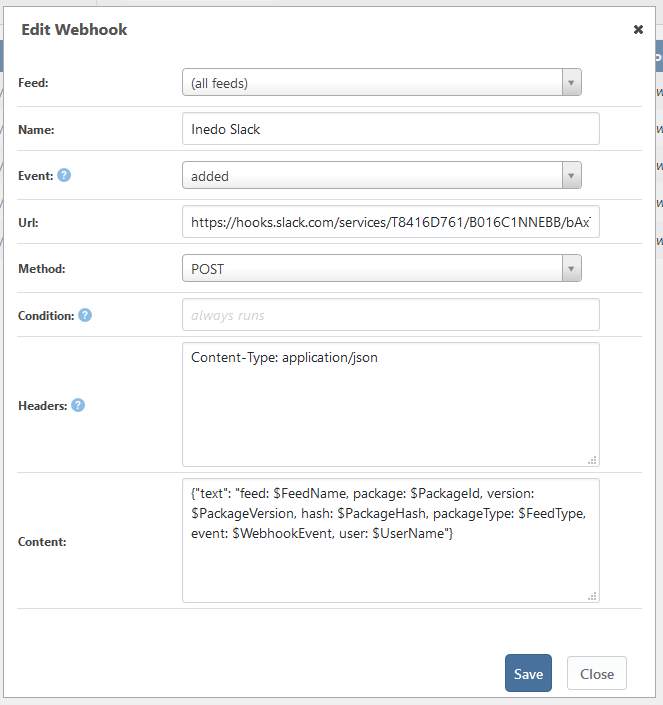 Edit Webhook
Feed:
(all feeds)
Name:
Inedo Slack
Event:
added
Url:
https://hooks.slack.com/services/T8416D761/B016C1NNEBB/bAx
Method:
POST
Condition:
always runs
Headers:
Content-Type: application/json
Content:
{"text": "feed: $FeedName, package: $PackageId, version:
$PackageVersion, hash: $PackageHash, packageType: $FeedType,
event: $WebhookEvent, user: $UserName"}
Save
Close